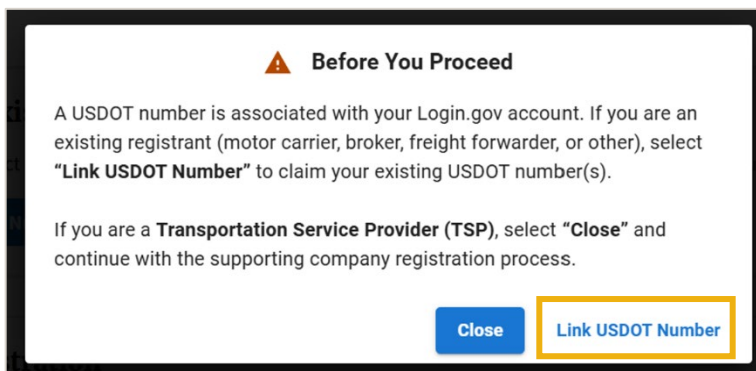 Before You Proceed
A USDOT number is associated with your Login.gov account. If you are an
existing registrant (motor carrier, broker, freight forwarder, or other), select
“Link USDOT Number” to claim your existing USDOT number(s).
If you are a Transportation Service Provider (TSP), select “Close” and
continue with the supporting company registration process.
Close
Link USDOT Number